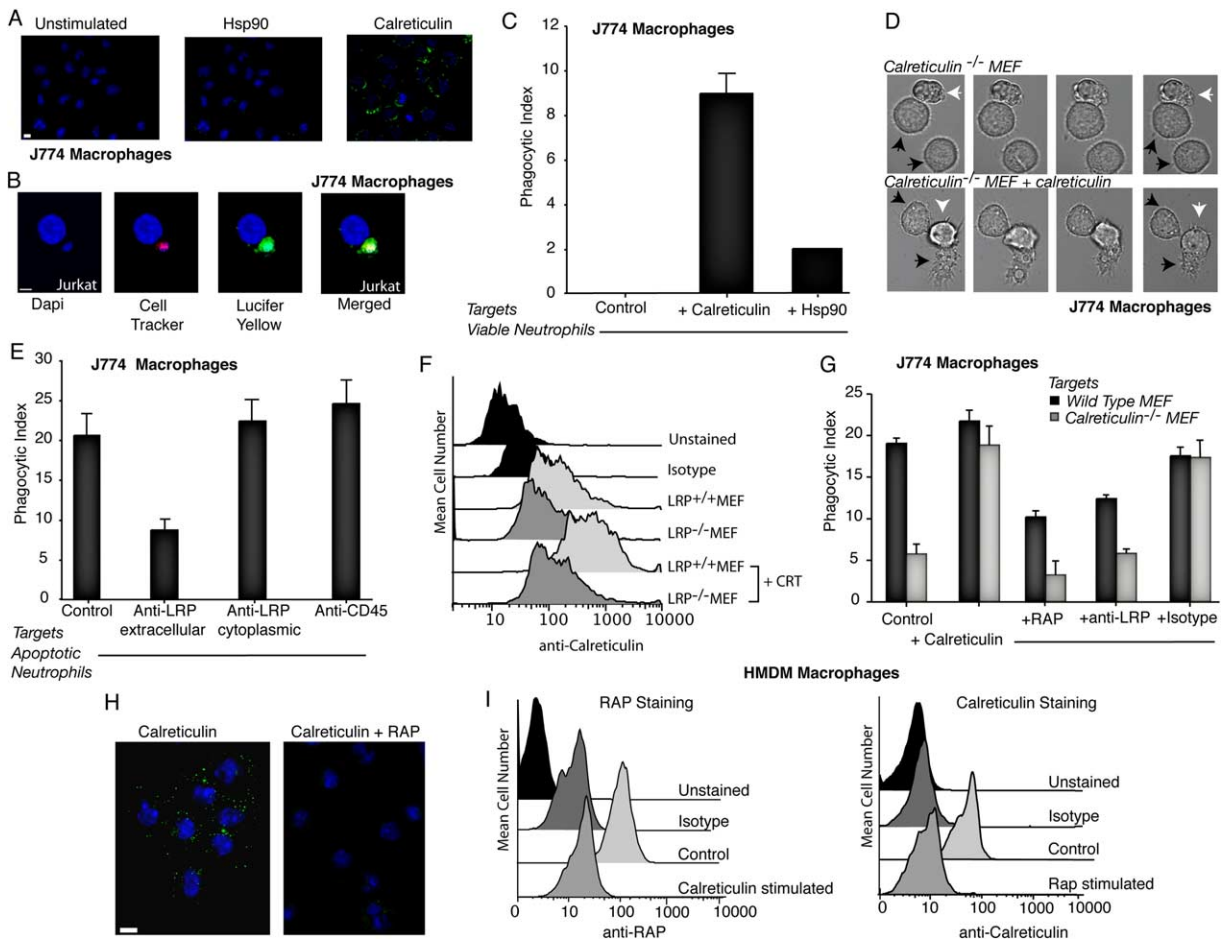 A
Unstimulated
Hsp90
Calreticulin
J774 Macrophages
B
J774 Macrophages
Jurkat
Jurkat
Dapi
Cell Tracker
Lucifer Yellow
Merged
C
J774 Macrophages
Phagocytic Index
12
10
8
6
4
2
0
Targets
Control
+ Calreticulin
+ Hsp90
Viable Neutrophils
D
Calreticulin -/- MEF
Calreticulin-/- MEF + calreticulin
J774 Macrophages
E
J774 Macrophages
Phagocytic Index
30
25
20
15
10
5
0
Control
Anti-LRP extracellular
Anti-LRP cytoplasmic
Anti-CD45
Targets
Apoptotic
Neutrophils
F
Mean Cell Number
Unstained
Isotype
LRP+/+MEF
LRP-/-MEF
LRP+/+MEF
LRP-/-MEF
+ CRT
10
100
1000
10000
anti-Calreticulin
G
J774 Macrophages
Targets
Wild Type MEF
Calreticulin-/- MEF
Phagocytic Index
25
20
15
10
5
0
Control
+RAP
+anti-LRP
+Isotype
+ Calreticulin
HMDM Macrophages
H
Calreticulin
Calreticulin + RAP
I
RAP Staining
Mean Cell Number
Unstained
Isotype
Control
Calreticulin stimulated
0
10
100
1000
10000
anti-RAP
Calreticulin Staining
Mean Cell Number
Unstained
Isotype
Control
Rap stimulated
0
10
100
1000
10000
anti-Calreticulin